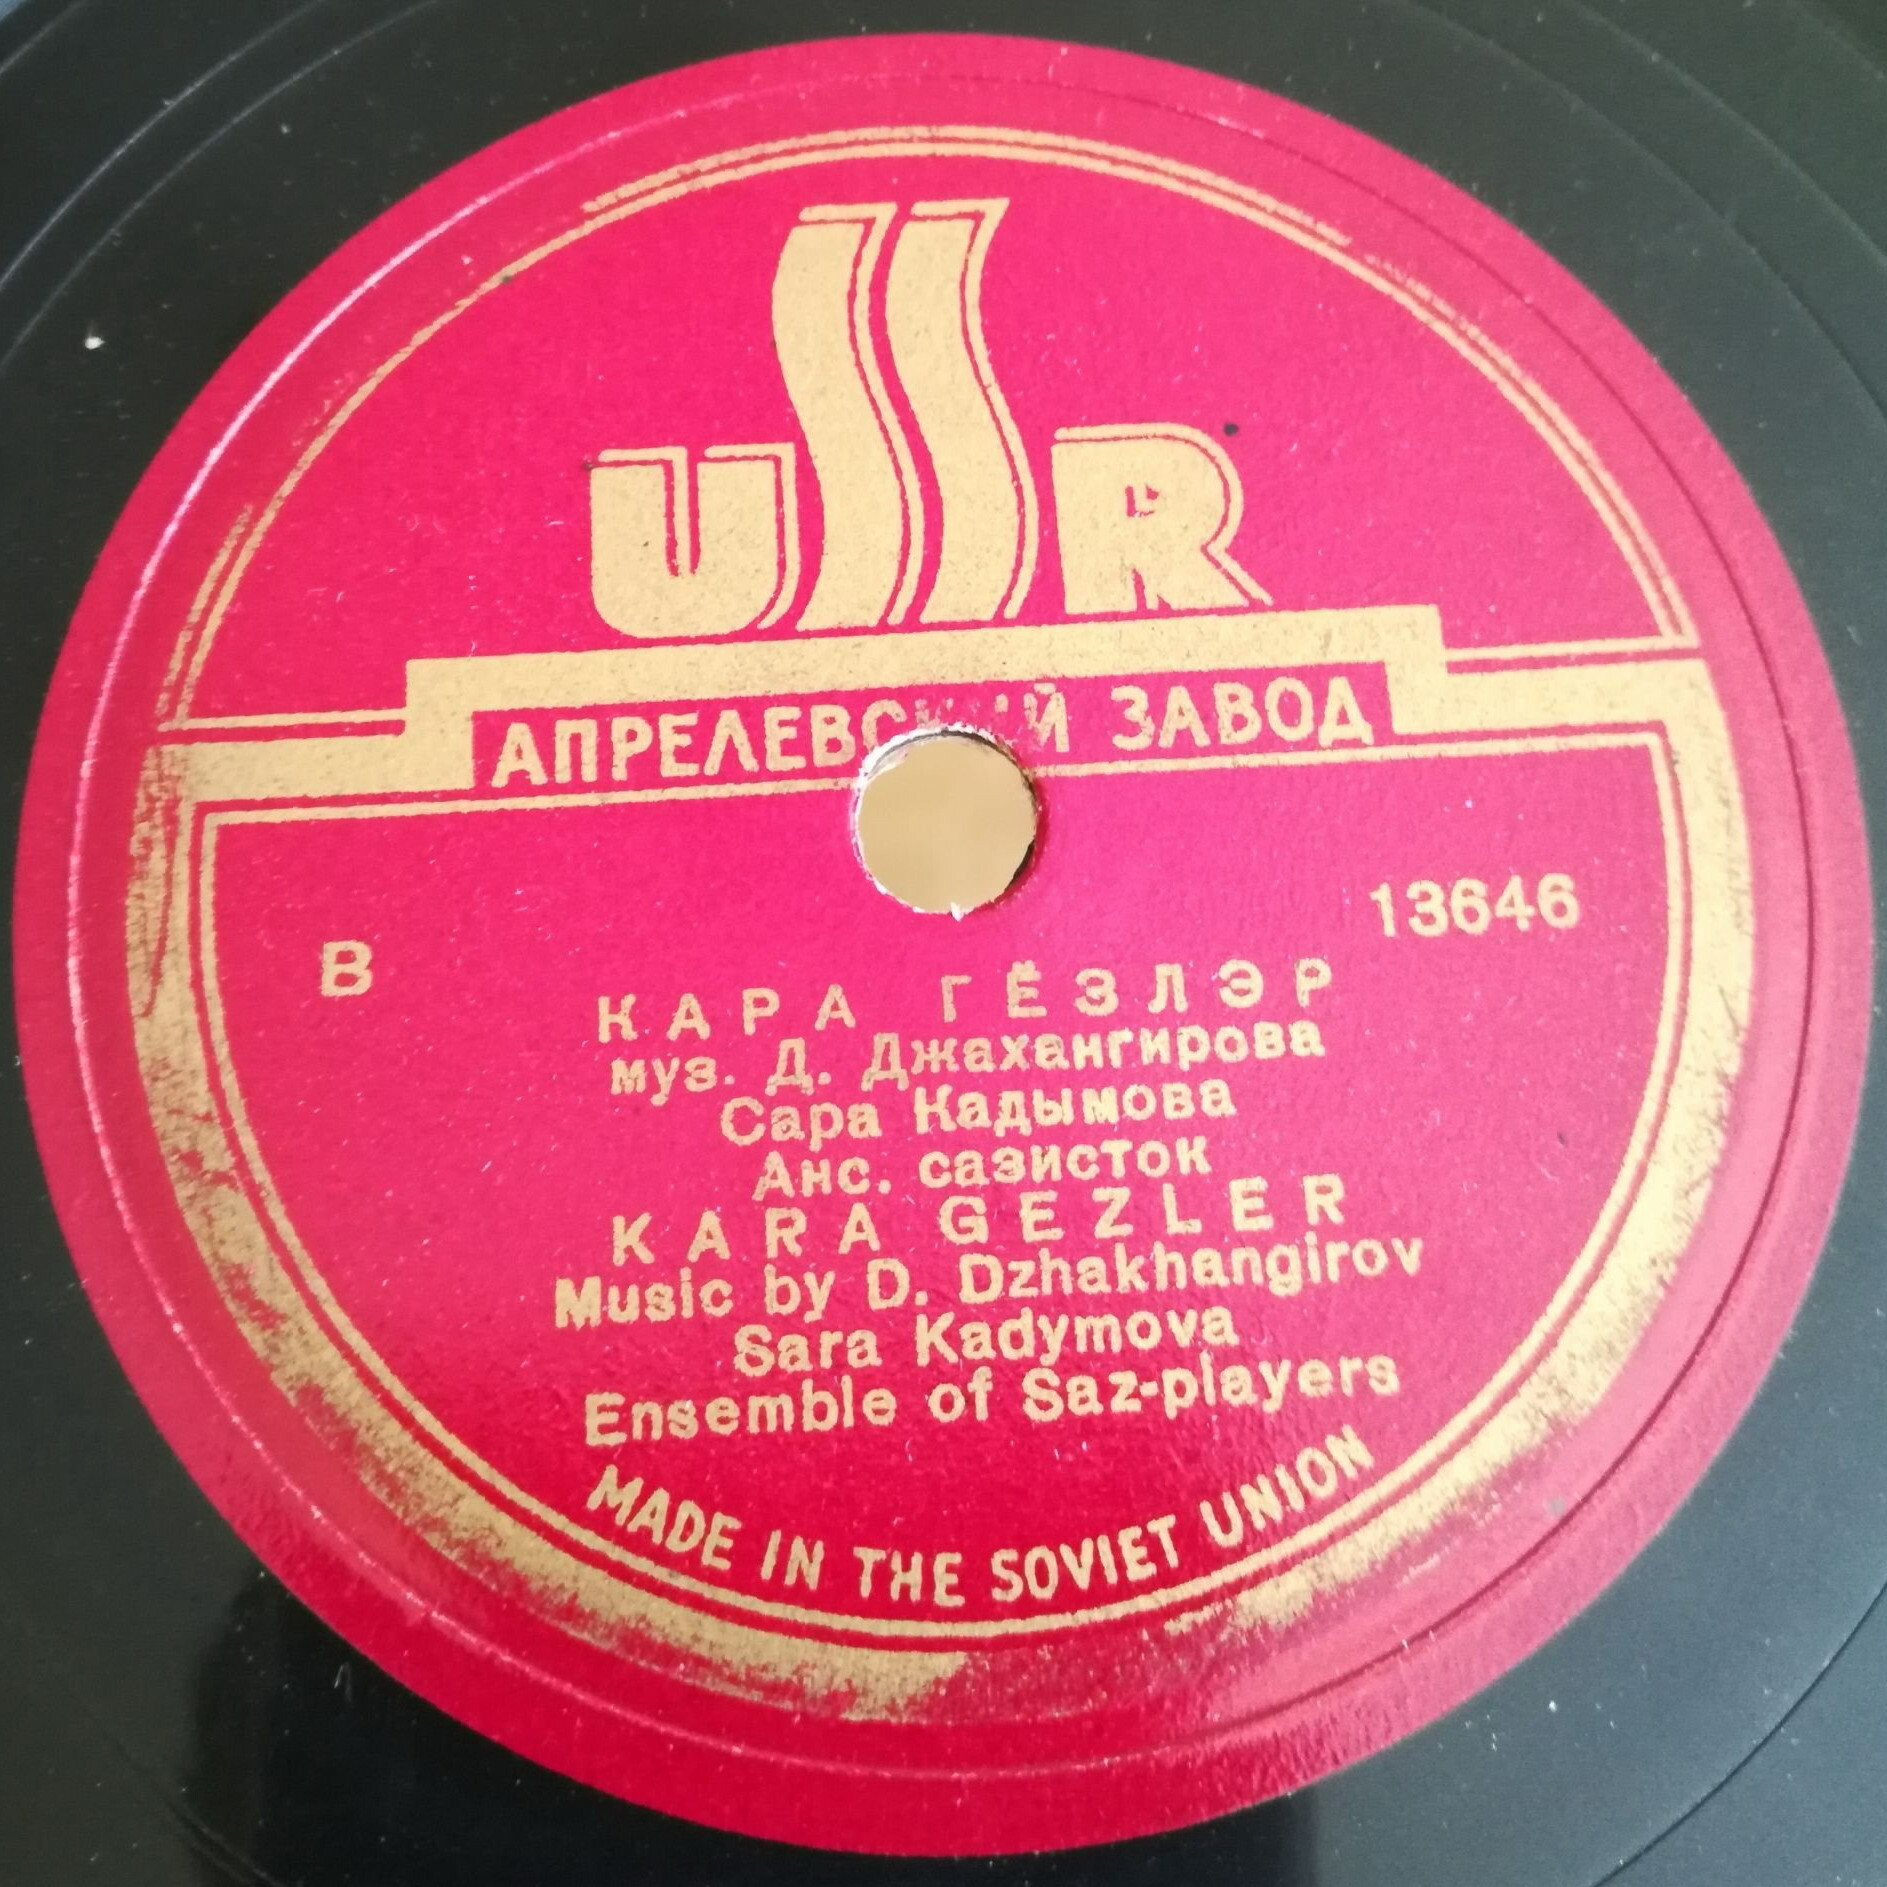 USSR
АПРЕЛЕВСКИЙ ЗАВОД
13646
В
КАРА ГЁЗЛЭР
муз. Д. Джахангирова
Сара Кадымова
Анс. сазисток
KARA GEZLER
Music by D. Dzhakhangirov
Sara Kadymova
Ensemble of Saz-players
MADE IN THE SOVIET UNION